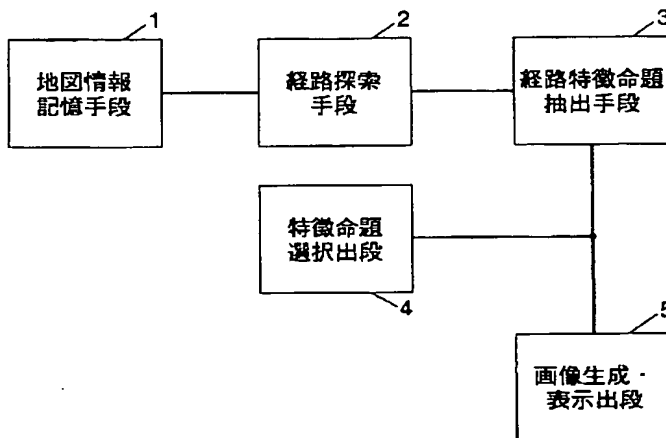 1
地図情報
記憶手段
2
経路探索
手段
3
経路特徴命題
抽出手段
特徴命題
選択出段
4
5
画像生成・
表示出段